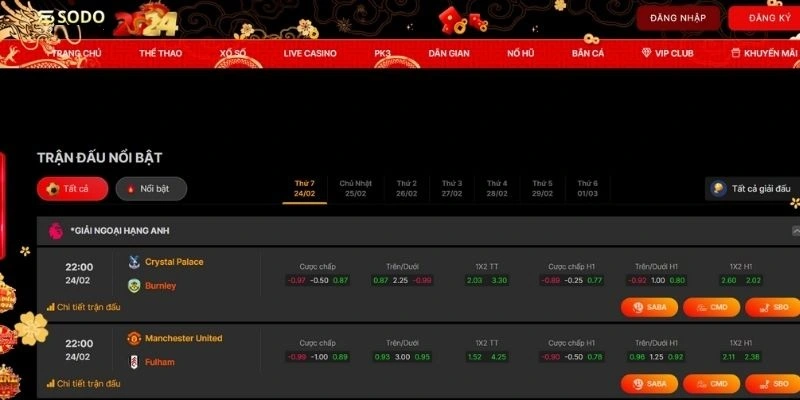 SODO
2024
ĐĂNG NHẬP
ĐĂNG KÝ
TRANG CHỦ THỂ THAO XỔ SỐ LIVE CASINO PK3 DÂN GIAN NỔ HŨ BẮN CÁ VIP CLUB KHUYẾN MÃI
TRẬN ĐẤU NỔI BẬT
Tất cả Nổi bật
Thứ 7 Chủ Nhật Thứ 2 Thứ 3 Thứ 4 Thứ 5 Thứ 6
24/02 25/02 26/02 27/02 28/02 29/02 01/03
Tất cả giải đấu
*GIẢI NGOẠI HẠNG ANH
22:00
24/02
Crystal Palace
Burnley
Cược chấp Trên/Dưới 1X2 TT Cược chấp H1 Trên/Dưới H1 1X2 H1
-0.97 -0.50 0.87 0.87 2.25 -0.99 2.03 3.30 -0.89 -0.25 0.77 -0.92 1.00 0.80 2.60 2.02
Chi tiết trận đấu
SABA CMD SBO
22:00
24/02
Manchester United
Fulham
Cược chấp Trên/Dưới 1X2 TT Cược chấp H1 Trên/Dưới H1 1X2 H1
-0.99 -1.00 0.89 0.93 3.00 0.95 1.52 4.25 -0.90 -0.50 0.78 0.96 1.25 0.92 2.11 2.38
Chi tiết trận đấu
SABA CMD SBO